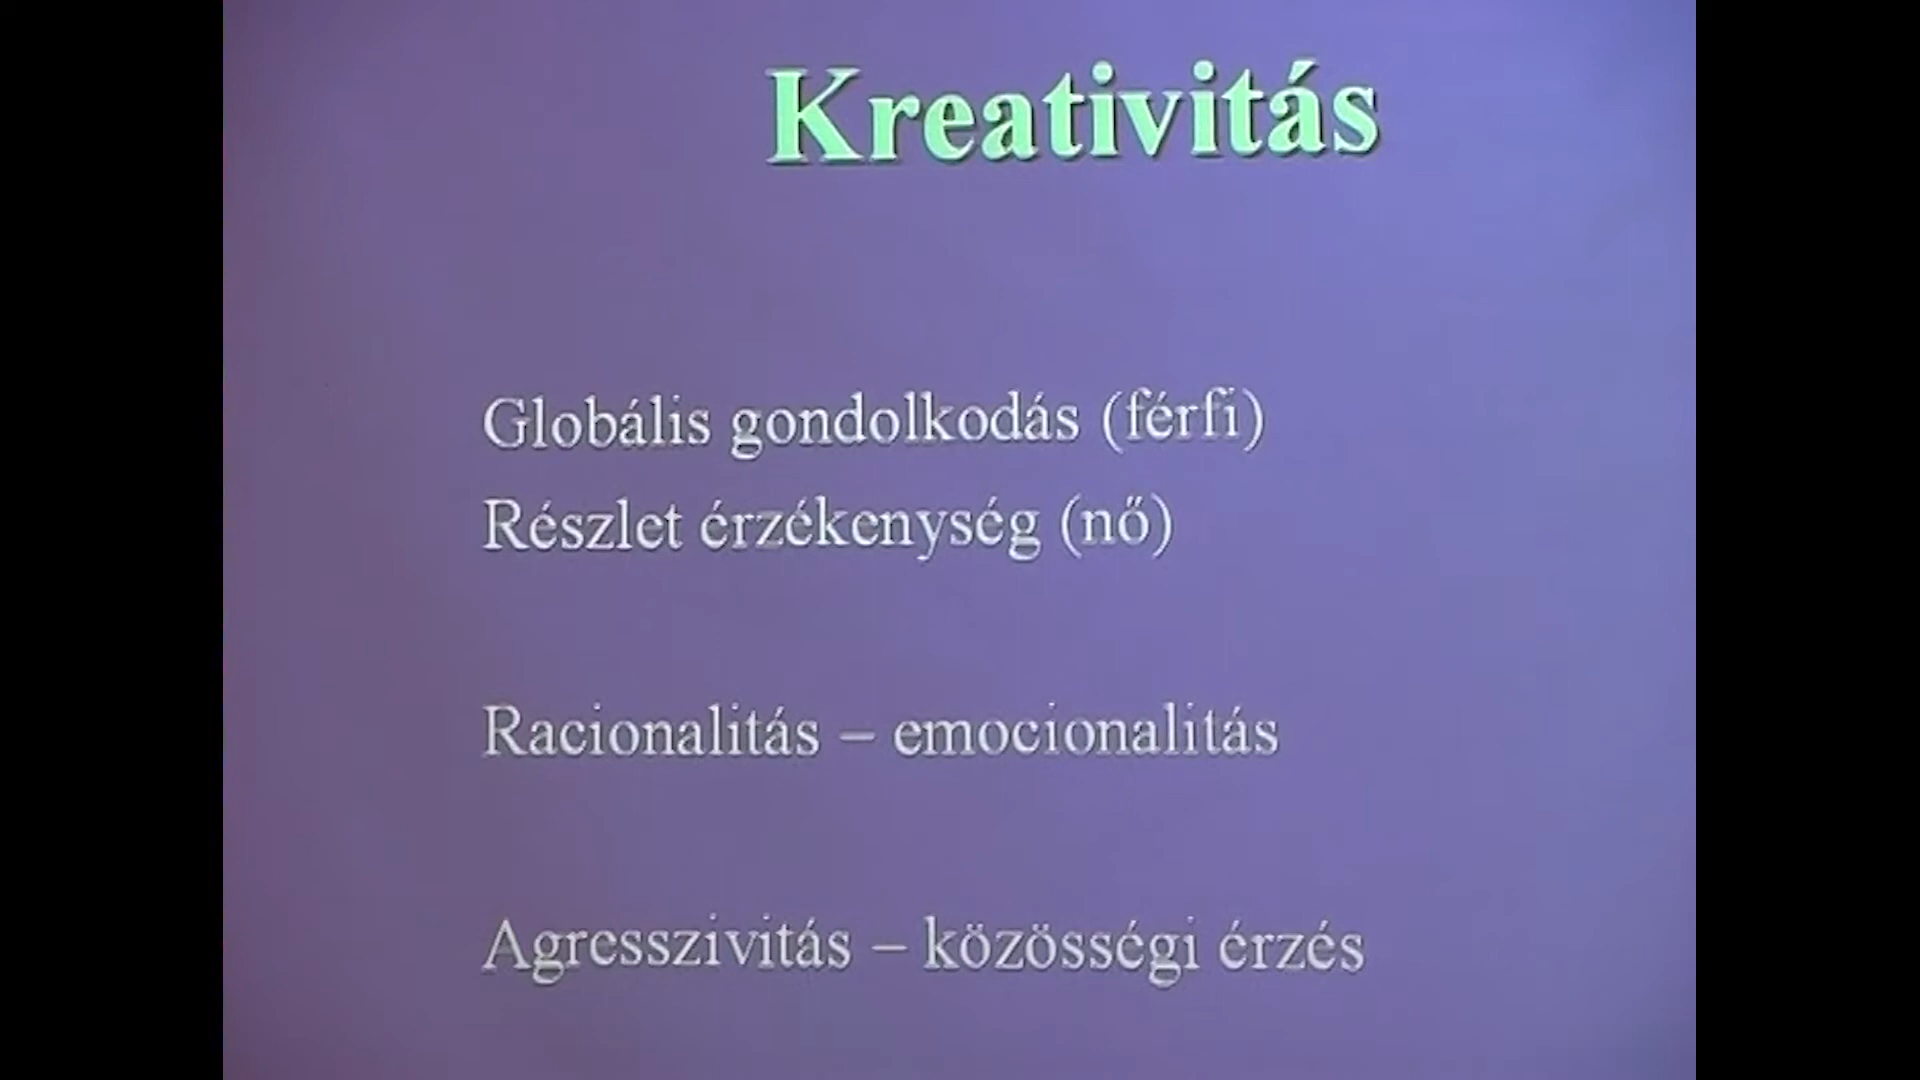 Kreativitás
Globális gondolkodás (férfi)
Részlet érzékenység (nő)
Racionalitás – emocionalitás
Agresszivitás – közösségi érzés